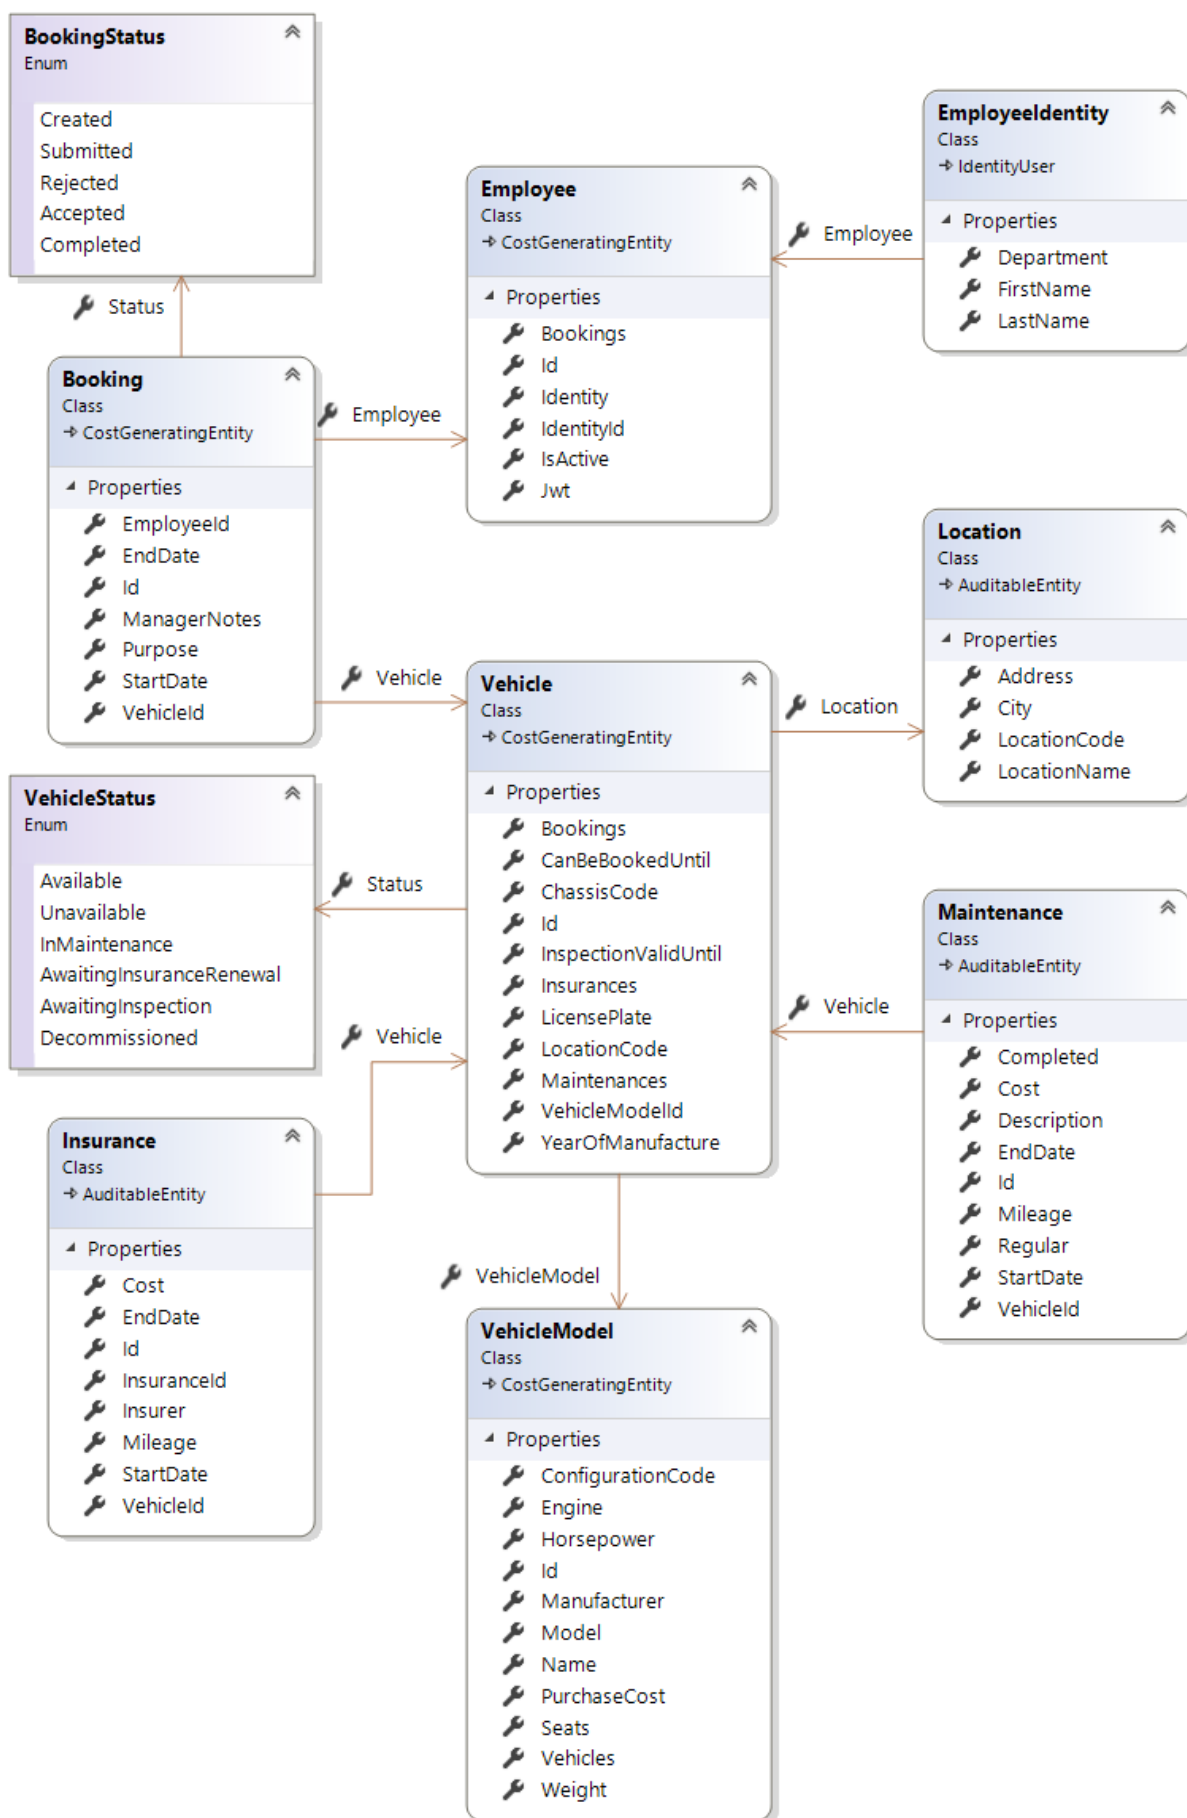 BookingStatus
Enum
Created
Submitted
Rejected
Accepted
Completed
Status
Booking
Class
CostGeneratingEntity
Properties
EmployeeId
EndDate
Id
ManagerNotes
Purpose
StartDate
VehicleId
Employee
Vehicle
Employee
Class
CostGeneratingEntity
Properties
Bookings
Id
Identity
IdentityId
IsActive
Jwt
Employee
EmployeeIdentity
Class
IdentityUser
Properties
Department
FirstName
LastName
VehicleStatus
Enum
Available
Unavailable
InMaintenance
AwaitingInsuranceRenewal
AwaitingInspection
Decommissioned
Status
Vehicle
Vehicle
Class
CostGeneratingEntity
Properties
Bookings
CanBeBookedUntil
ChassisCode
Id
InspectionValidUntil
Insurances
LicensePlate
LocationCode
Maintenances
VehicleModelId
YearOfManufacture
Location
Location
Class
AuditableEntity
Properties
Address
City
LocationCode
LocationName
Vehicle
Maintenance
Class
AuditableEntity
Properties
Completed
Cost
Description
EndDate
Id
Mileage
Regular
StartDate
VehicleId
Insurance
Class
AuditableEntity
Properties
Cost
EndDate
Id
InsuranceId
Insurer
Mileage
StartDate
VehicleId
VehicleModel
VehicleModel
Class
CostGeneratingEntity
Properties
ConfigurationCode
Engine
Horsepower
Id
Manufacturer
Model
Name
PurchaseCost
Seats
Vehicles
Weight